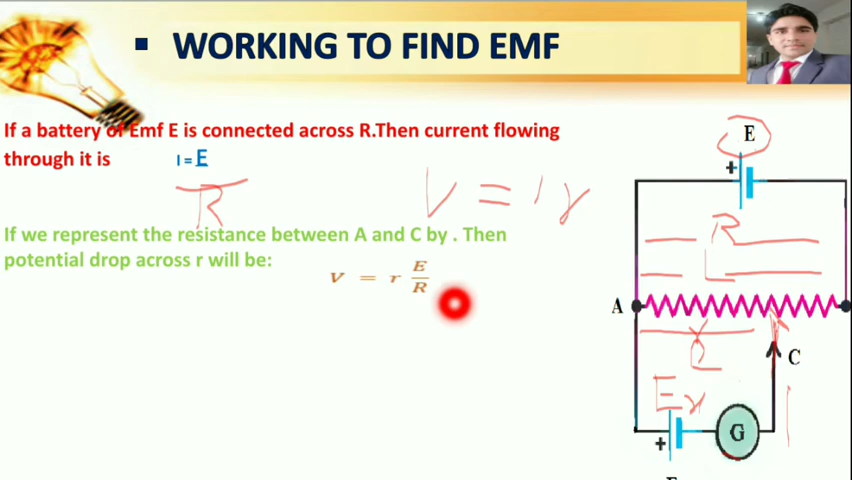 WORKING TO FIND EMF
If a battery of Emf E is connected across R.Then current flowing
through it is I = E
R
V = I r
If we represent the resistance between A and C by . Then
potential drop across r will be:
V = r E
R
E
+
R
L
A
C
E r
G
+